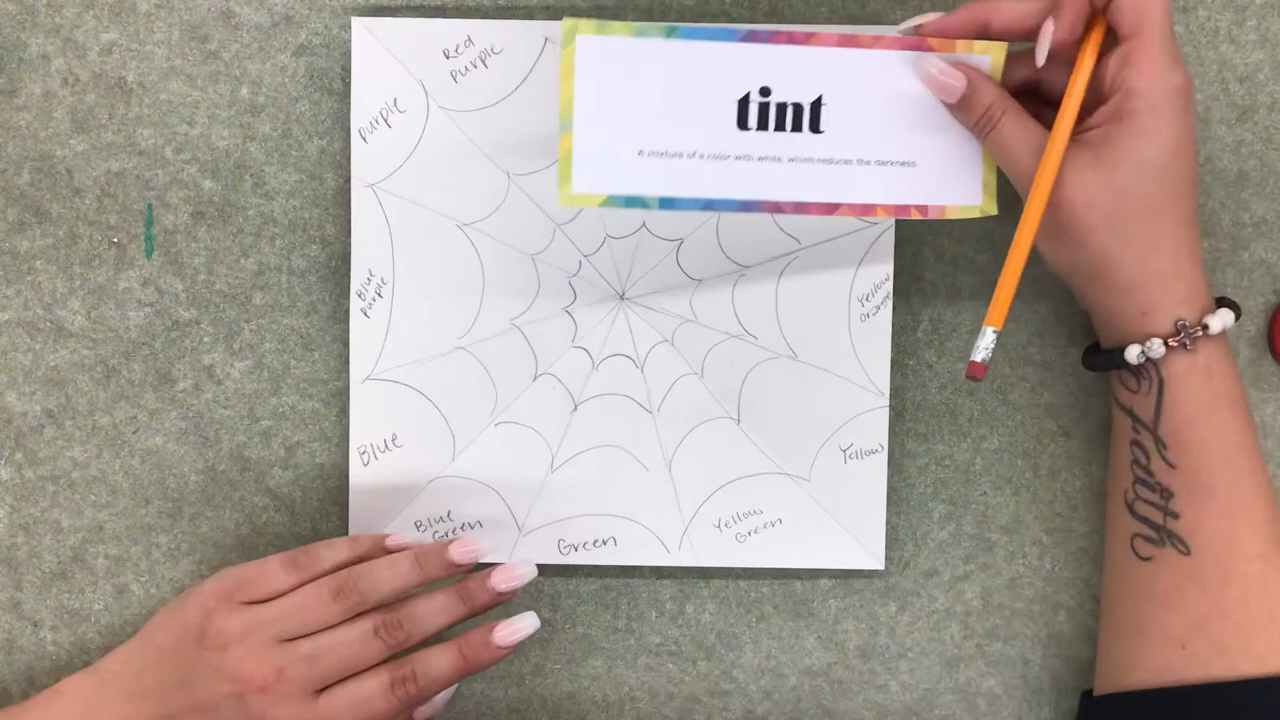 Red
Purple
tint
A mixture of a color with white, which reduces the darkness.
Purple
Blue
Purple
Yellow
Orange
Blue
Yellow
Blue
Green
Green
Yellow
Green
Faith